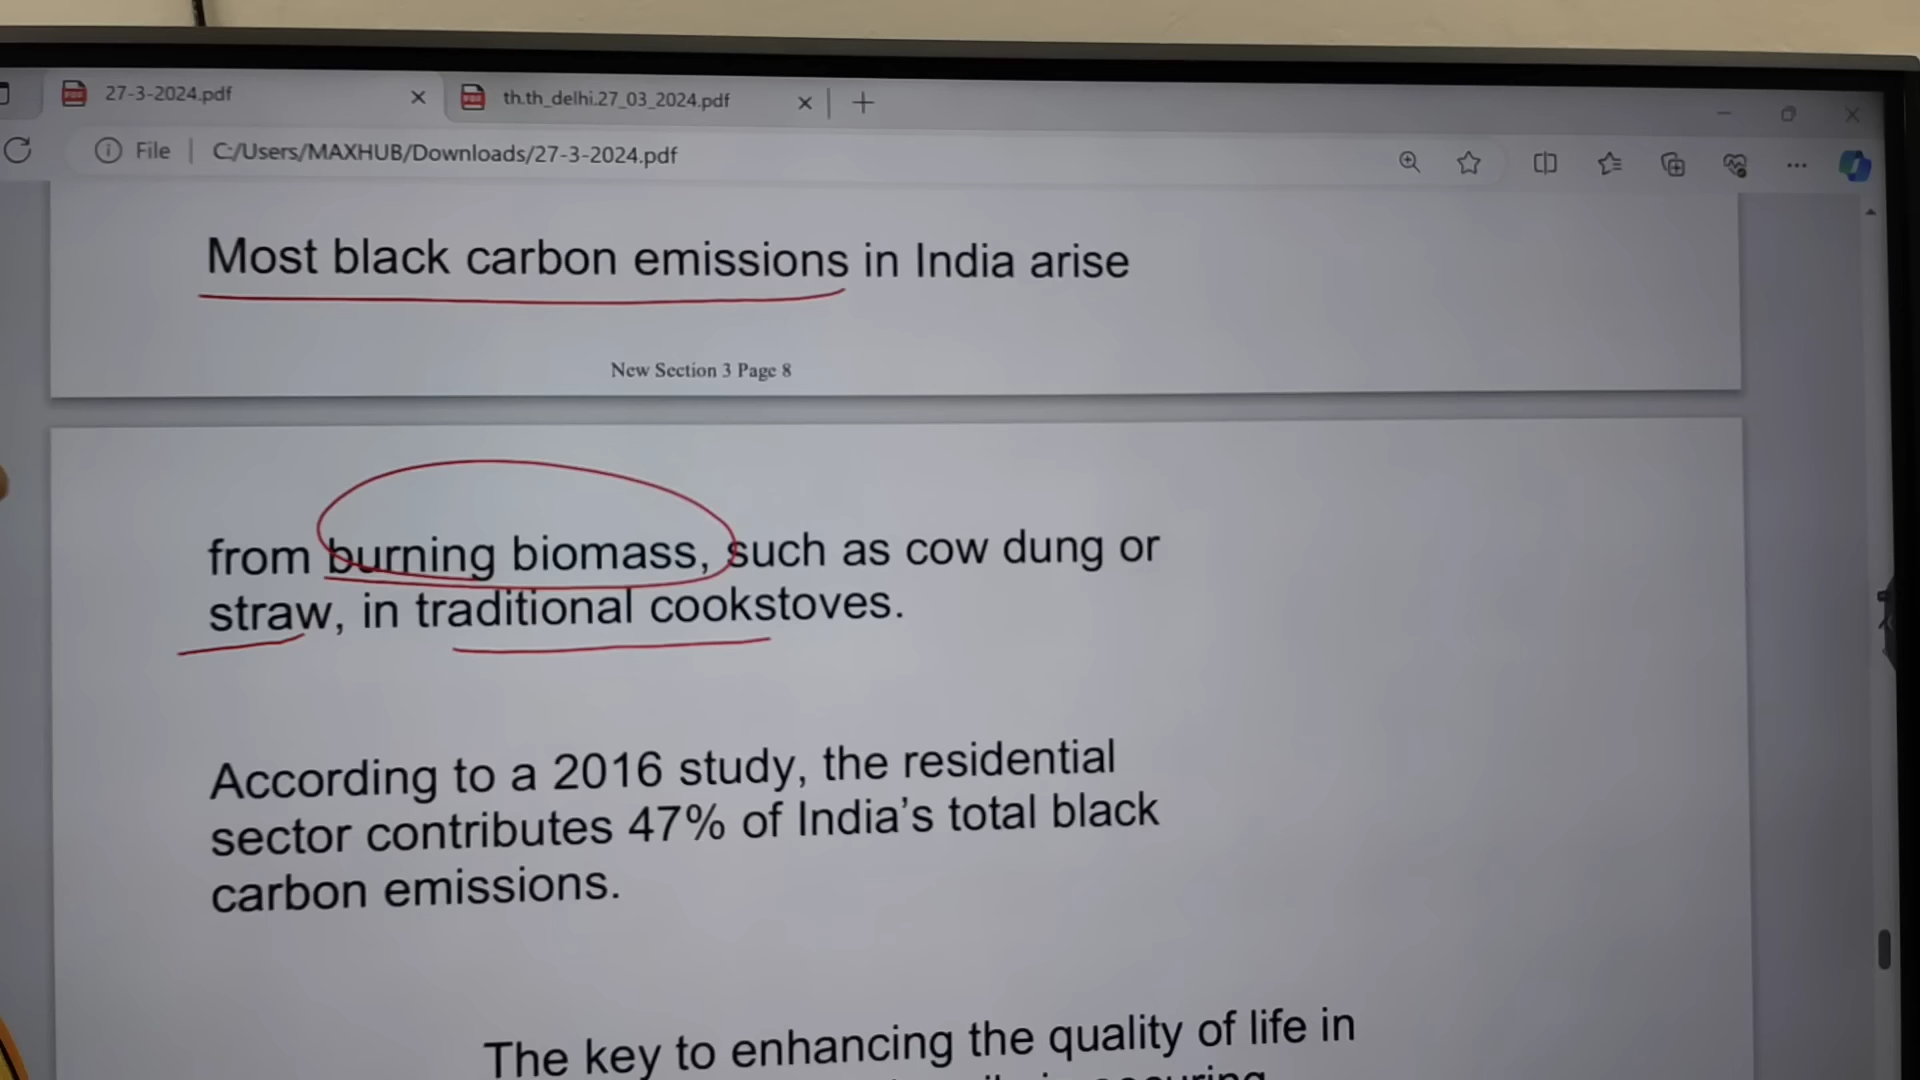 27-3-2024.pdf
th.th_delhi.27_03_2024.pdf
File
C:/Users/MAXHUB/Downloads/27-3-2024.pdf
Most black carbon emissions in India arise
New Section 3 Page 8
from burning biomass, such as cow dung or
straw, in traditional cookstoves.
According to a 2016 study, the residential
sector contributes 47% of India's total black
carbon emissions.
The key to enhancing the quality of life in